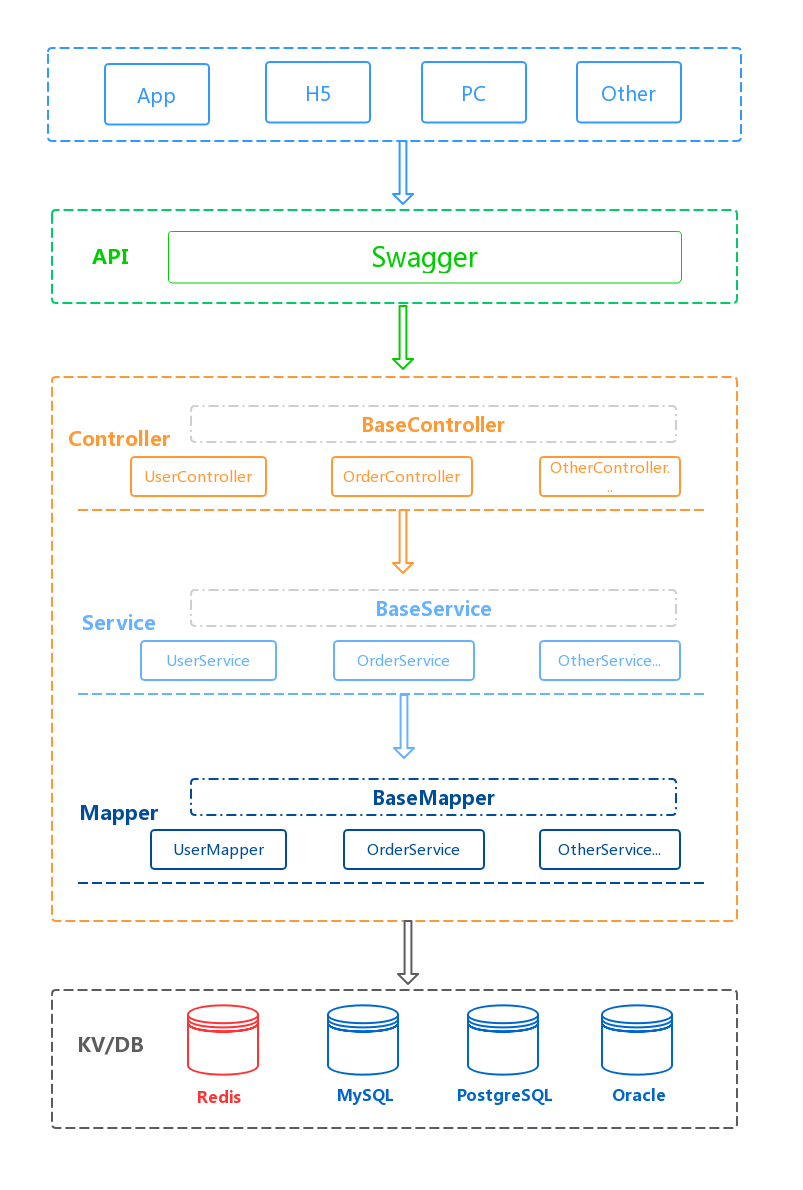 App
H5
PC
Other
API
Swagger
Controller
BaseController
UserController
OrderController
OtherController.
..
Service
BaseService
UserService
OrderService
OtherService...
Mapper
BaseMapper
UserMapper
OrderService
OtherService...
KV/DB
Redis
MySQL
PostgreSQL
Oracle